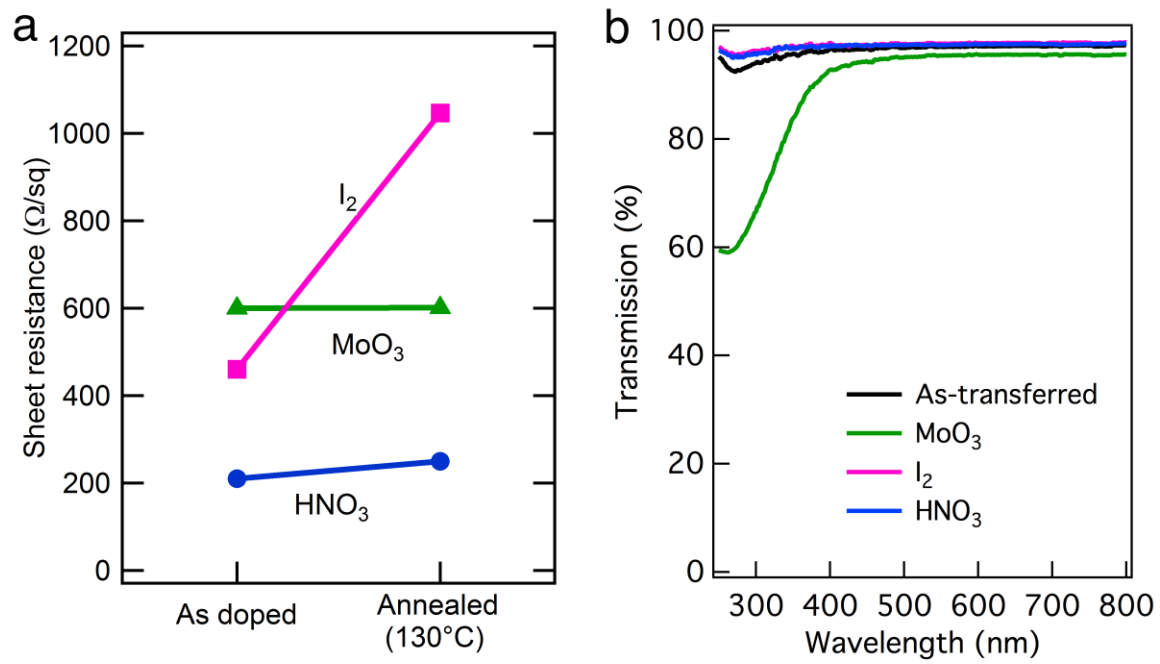 a
1200
1000
800
600
400
200
0
Sheet resistance (Ω/sq)
I₂
MoO₃
HNO₃
As doped
Annealed
(130°C)
b
100
80
60
40
20
0
Transmission (%)
As-transferred
MoO₃
I₂
HNO₃
300 400 500 600 700 800
Wavelength (nm)